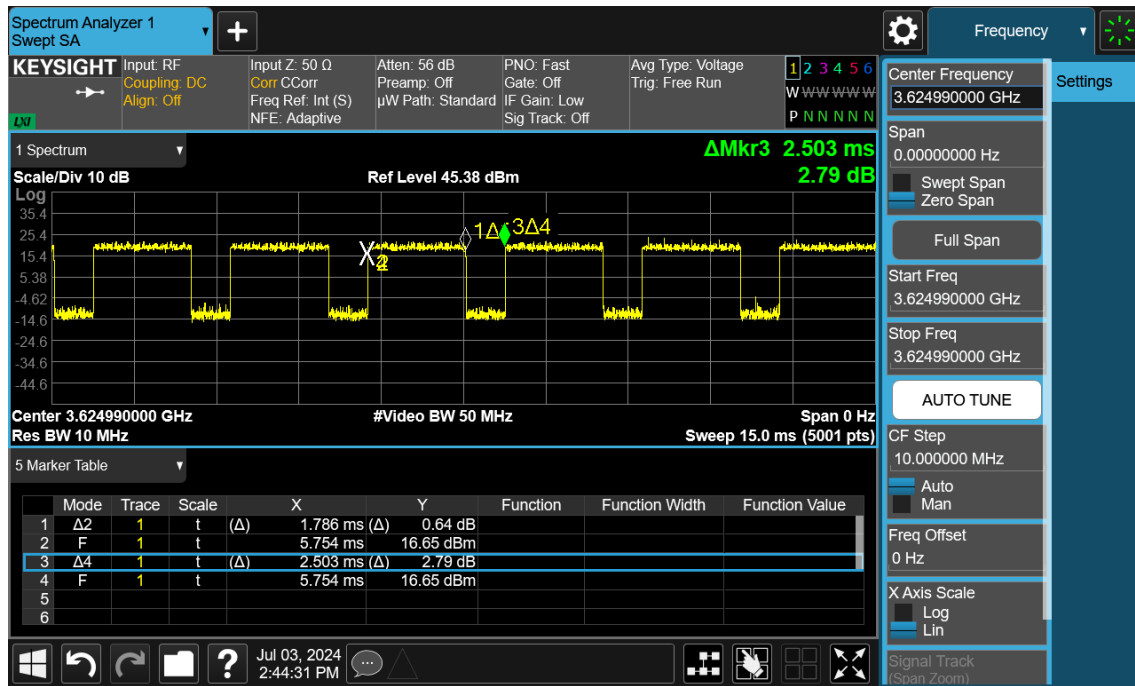 Spectrum Analyzer 1
Swept SA
+
Frequency
KEYSIGHT
LXI
Input: RF
Coupling: DC
Align: Off
Input Z: 50 Ω
Corr CCorr
Freq Ref: Int (S)
NFE: Adaptive
Atten: 56 dB
Preamp: Off
µW Path: Standard
PNO: Fast
Gate: Off
IF Gain: Low
Sig Track: Off
Avg Type: Voltage
Trig: Free Run
1 2 3 4 5 6
W W W W W W
P N N N N N
1 Spectrum
ΔMkr3 2.503 ms
2.79 dB
Scale/Div 10 dB
Ref Level 45.38 dBm
Log
35.4
25.4
15.4
5.38
-4.62
-14.6
-24.6
-34.6
-44.6
1Δ
3Δ4
Center 3.624990000 GHz
#Video BW 50 MHz
Span 0 Hz
Res BW 10 MHz
Sweep 15.0 ms (5001 pts)
5 Marker Table
Mode Trace Scale X Y Function Function Width Function Value
1 Δ2 1 t (Δ) 1.786 ms (Δ) 0.64 dB
2 F 1 t 5.754 ms 16.65 dBm
3 Δ4 1 t (Δ) 2.503 ms (Δ) 2.79 dB
4 F 1 t 5.754 ms 16.65 dBm
5
6
?
Jul 03, 2024
2:44:31 PM
Center Frequency
3.624990000 GHz
Settings
Span
0.00000000 Hz
Swept Span
Zero Span
Full Span
Start Freq
3.624990000 GHz
Stop Freq
3.624990000 GHz
AUTO TUNE
CF Step
10.000000 MHz
Auto
Man
Freq Offset
0 Hz
X Axis Scale
Log
Lin
Signal Track
(Span Zoom)